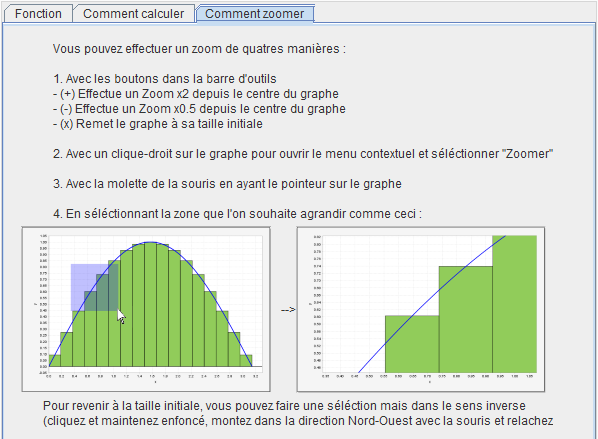 Fonction Comment calculer Comment zoomer
Vous pouvez effectuer un zoom de quatres manières :
1. Avec les boutons dans la barre d'outils
- (+) Effectue un Zoom x2 depuis le centre du graphe
- (-) Effectue un Zoom x0.5 depuis le centre du graphe
- (x) Remet le graphe à sa taille initiale
2. Avec un clique-droit sur le graphe pour ouvrir le menu contextuel et séléctionner "Zoomer"
3. Avec la molette de la souris en ayant le pointeur sur le graphe
4. En séléctionnant la zone que l'on souhaite agrandir comme ceci :
-->
Pour revenir à la taille initiale, vous pouvez faire une séléction mais dans le sens inverse
(cliquez et maintenez enfoncé, montez dans la direction Nord-Ouest avec la souris et relachez